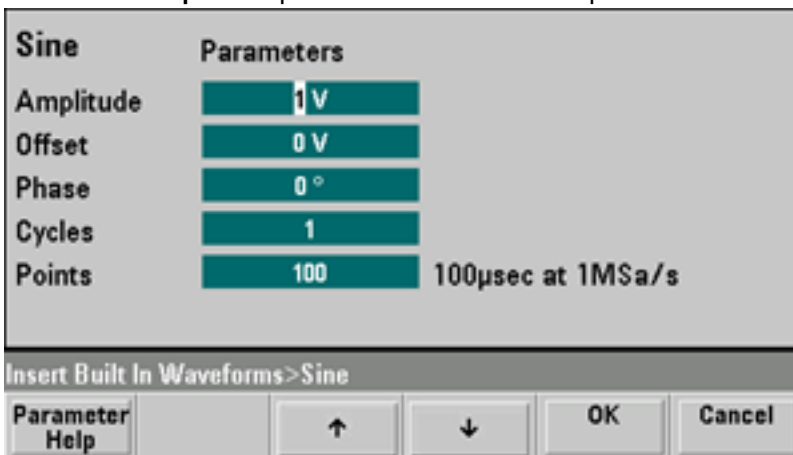 Sine
Parameters
Amplitude 1 V
Offset 0 V
Phase 0 °
Cycles 1
Points 100 100µsec at 1MSa/s
Insert Built In Waveforms>Sine
Parameter Help ↑ ↓ OK Cancel